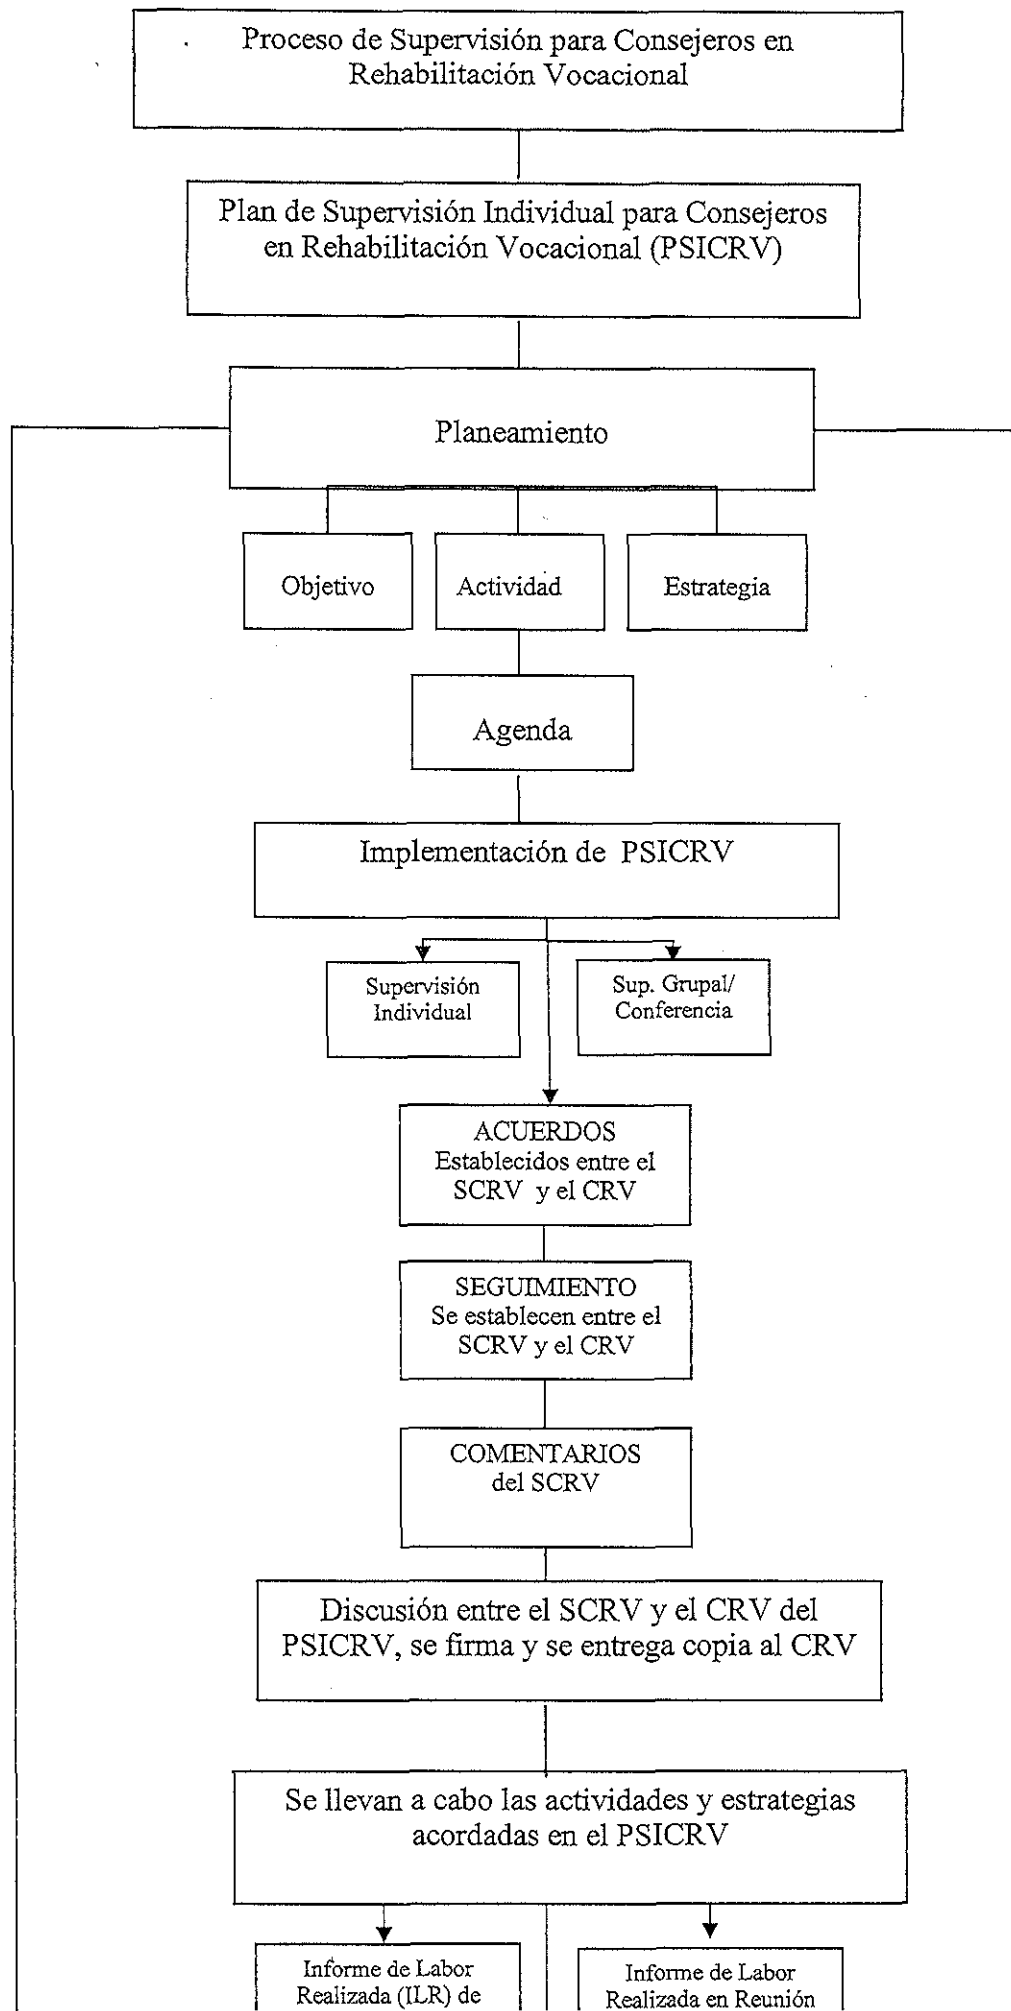 Proceso de Supervisión para Consejeros en
Rehabilitación Vocacional
Plan de Supervisión Individual para Consejeros
en Rehabilitación Vocacional (PSICRV)
Planeamiento
Objetivo
Actividad
Estrategia
Agenda
Implementación de PSICRV
Supervisión
Individual
Sup. Grupal/
Conferencia
ACUERDOS
Establecidos entre el
SCRV y el CRV
SEGUIMIENTO
Se establecen entre el
SCRV y el CRV
COMENTARIOS
del SCRV
Discusión entre el SCRV y el CRV del
PSICRV, se firma y se entrega copia al CRV
Se llevan a cabo las actividades y estrategias
acordadas en el PSICRV
Informe de Labor
Realizada (ILR) de
Informe de Labor
Realizada en Reunión